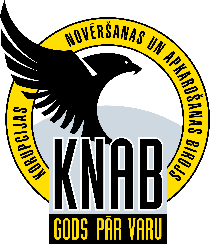 KORUPCIJAS NOVĒRŠANAS UN APKAROŠANAS BIROJS
KNAB
GODS PĀR VARU